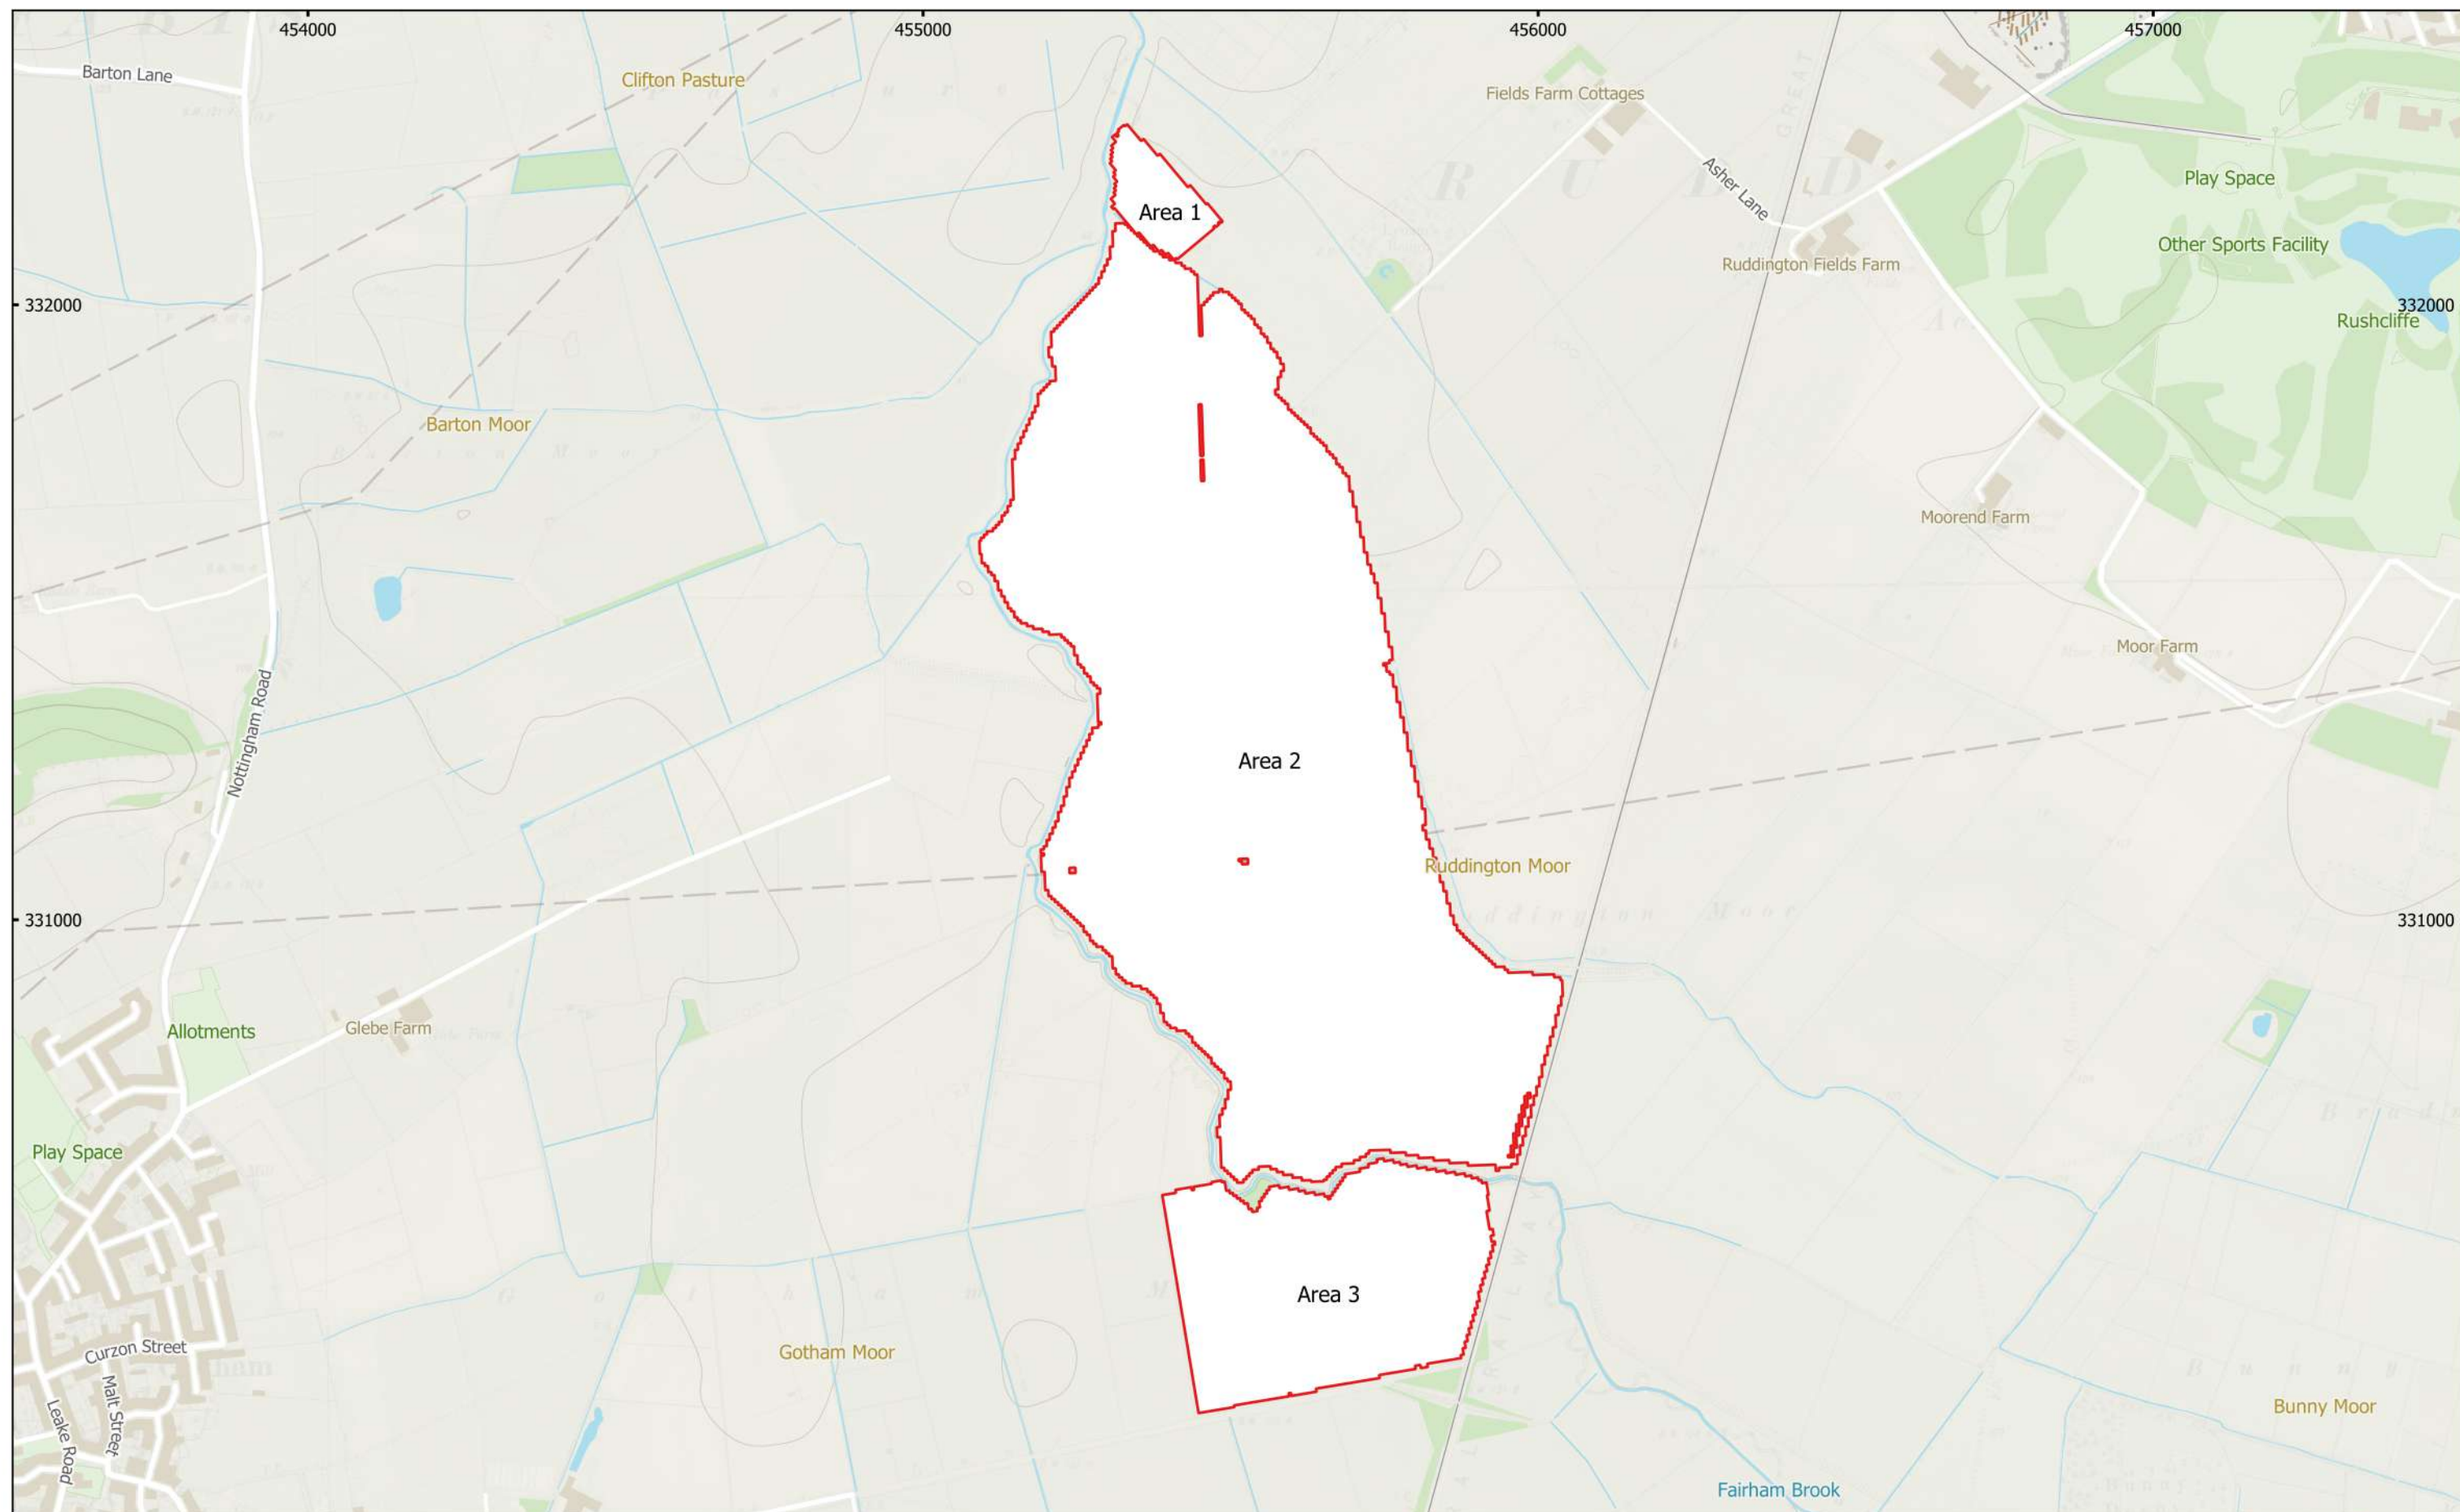 454000
455000
456000
457000
Barton Lane
Clifton Pasture
Fields Farm Cottages
GREAT
R U D D
Asher Lane
Play Space
Area 1
Other Sports Facility
Ruddington Fields Farm
332000
332000
Rushcliffe
Barton Moor
Moorend Farm
Moor Farm
Nottingham Road
Area 2
Ruddington Moor
331000
331000
Allotments
Glebe Farm
Play Space
RAILWAY
Area 3
Curzon Street
Gotham Moor
Malt Street
Leake Road
Bunny Moor
Fairham Brook